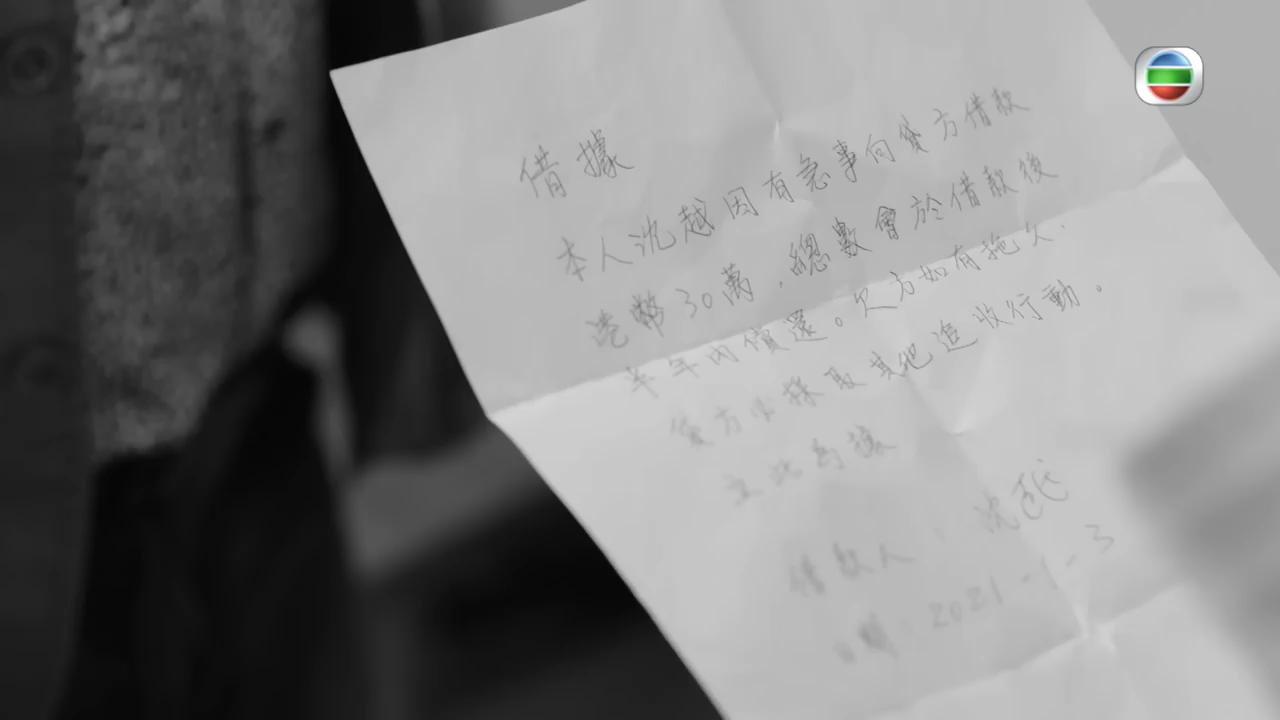 借據
本人沈越因有急事向貸方借款
港幣30萬，總數會於借款後
半年內償還。欠方如有拖欠.
貸方必採取其他追收行動。
立此為據
借款人：沈越
日期：2021-1-3